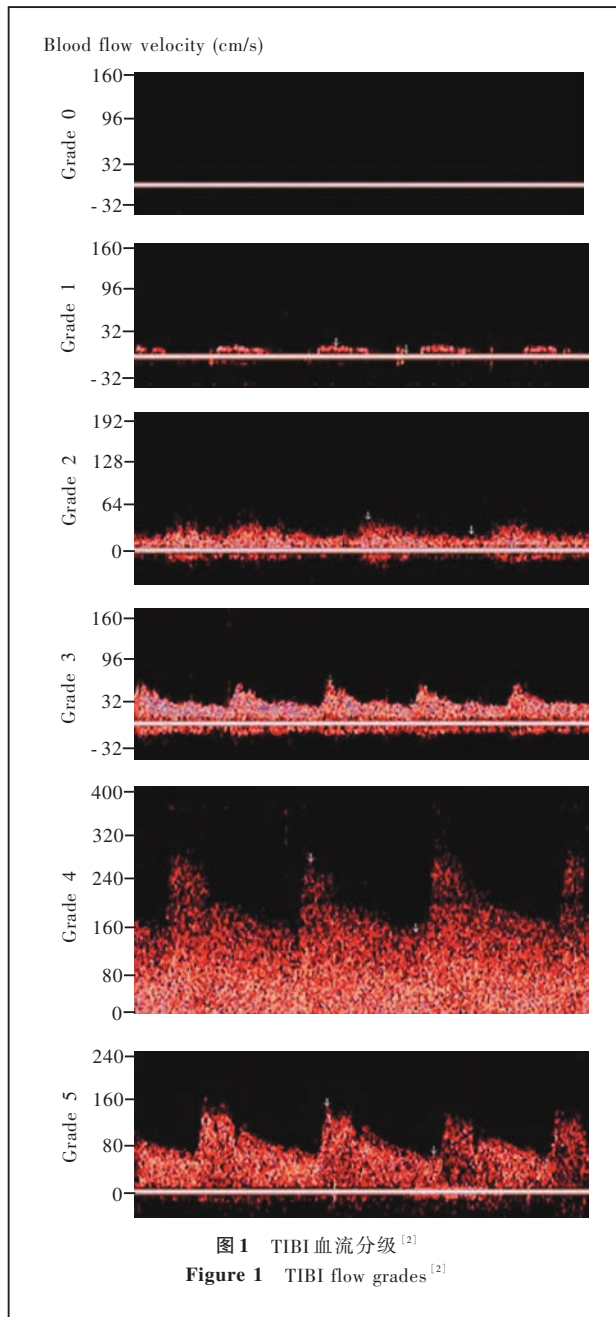 Blood flow velocity (cm/s)
Grade 0
160
96
32
-32
Grade 1
160
96
32
-32
Grade 2
192
128
64
0
Grade 3
160
96
32
-32
Grade 4
400
320
240
160
80
0
Grade 5
240
160
80
0
图1 TIBI血流分级[2]
Figure 1 TIBI flow grades[2]